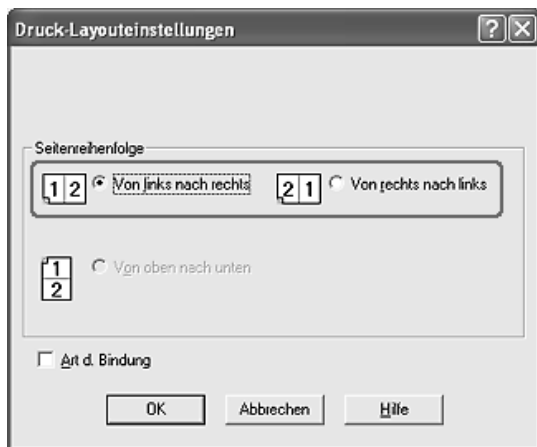 Druck-Layouteinstellungen
Seitenreihenfolge
1 2 Von links nach rechts 2 1 Von rechts nach links
1 Von oben nach unten
2
Art d. Bindung
OK Abbrechen Hilfe